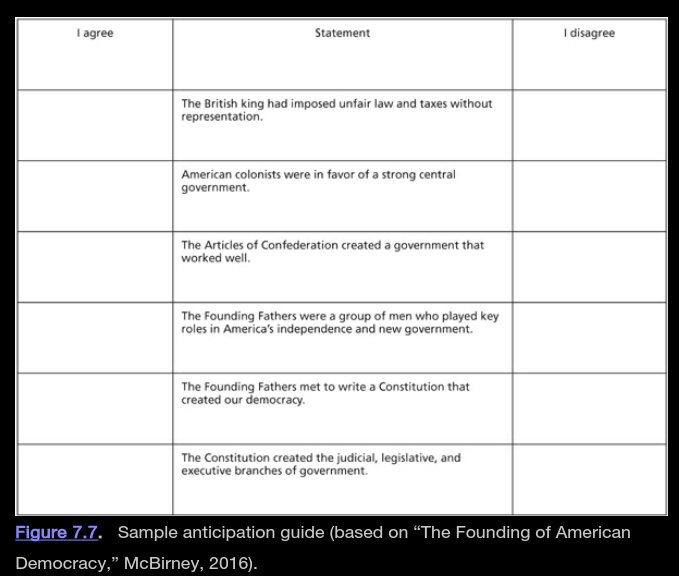 I agree
Statement
I disagree
The British king had imposed unfair law and taxes without
representation.
American colonists were in favor of a strong central
government.
The Articles of Confederation created a government that
worked well.
The Founding Fathers were a group of men who played key
roles in America’s independence and new government.
The Founding Fathers met to write a Constitution that
created our democracy.
The Constitution created the judicial, legislative, and
executive branches of government.
Figure 7.7. Sample anticipation guide (based on “The Founding of American
Democracy,” McBirney, 2016).